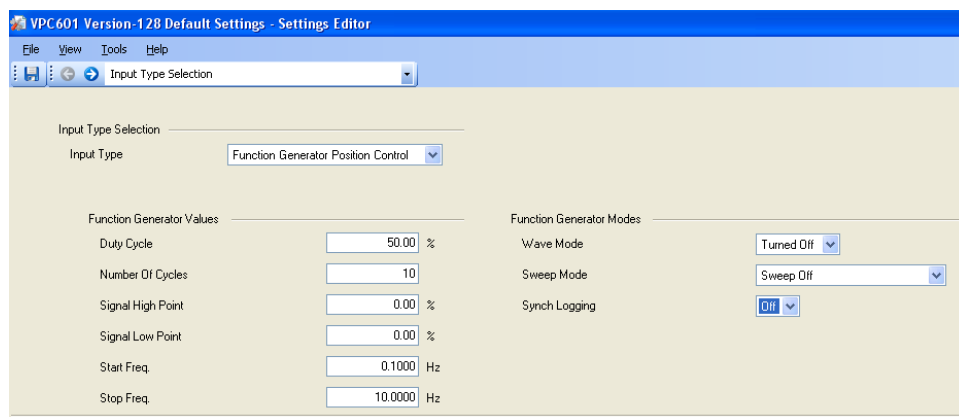 VPC601 Version-128 Default Settings - Settings Editor
File View Tools Help
Input Type Selection
Input Type Selection
Input Type Function Generator Position Control
Function Generator Values
Duty Cycle 50.00 %
Number Of Cycles 10
Signal High Point 0.00 %
Signal Low Point 0.00 %
Start Freq. 0.1000 Hz
Stop Freq. 10.0000 Hz
Function Generator Modes
Wave Mode Turned Off
Sweep Mode Sweep Off
Synch Logging Off